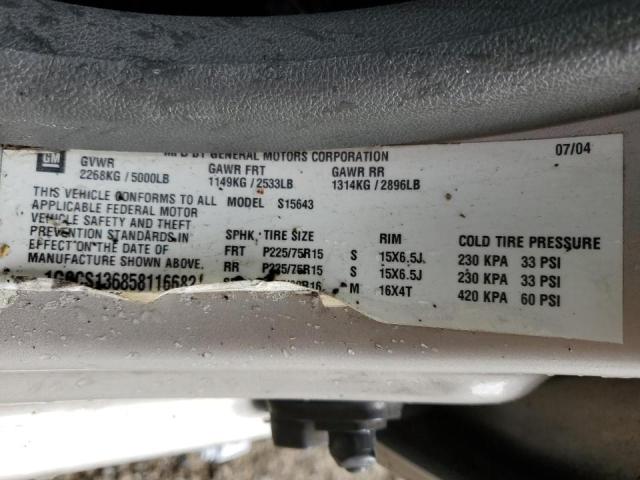 GM
MFD BY GENERAL MOTORS CORPORATION
07/04
GVWR GAWR FRT GAWR RR
2268KG / 5000LB 1149KG / 2533LB 1314KG / 2896LB
THIS VEHICLE CONFORMS TO ALL
APPLICABLE FEDERAL MOTOR
VEHICLE SAFETY AND THEFT
PREVENTION STANDARDS IN
EFFECT ON THE DATE OF
MANUFACTURE SHOWN ABOVE.
MODEL S15643
SPHK: TIRE SIZE RIM COLD TIRE PRESSURE
FRT P225/75R15 S 15X6.5J 230 KPA 33 PSI
RR P225/75R15 S 15X6.5J 230 KPA 33 PSI
M 16X4T 420 KPA 60 PSI
1GCCS136858116682